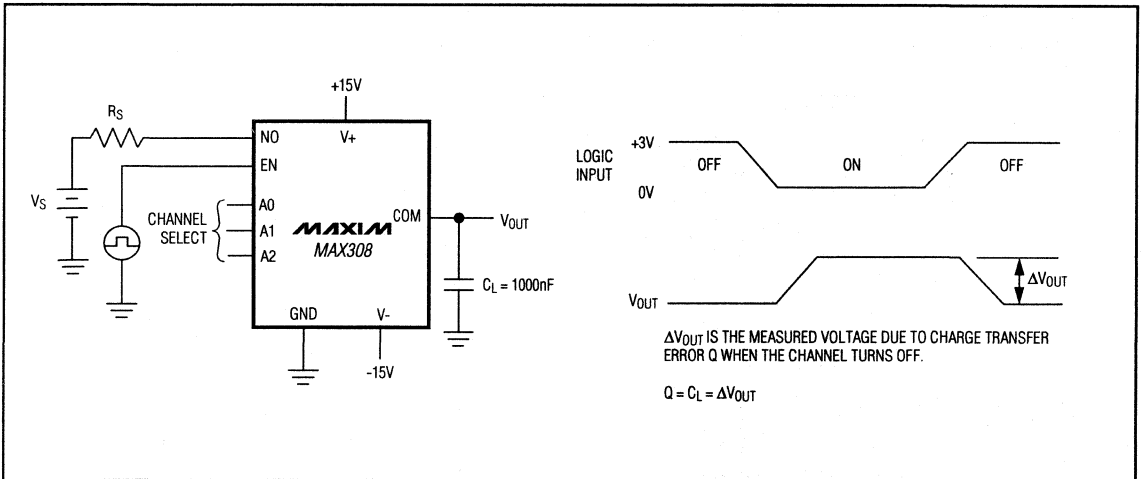 +15V
RS
NO
V+
EN
VS
A0
CHANNEL
SELECT
A1
A2
MAXIM
MAX308
COM
VOUT
CL = 1000nF
GND
V-
-15V
LOGIC
INPUT
+3V
0V
OFF
ON
OFF
VOUT
ΔVOUT
ΔVOUT IS THE MEASURED VOLTAGE DUE TO CHARGE TRANSFER
ERROR Q WHEN THE CHANNEL TURNS OFF.
Q = CL = ΔVOUT